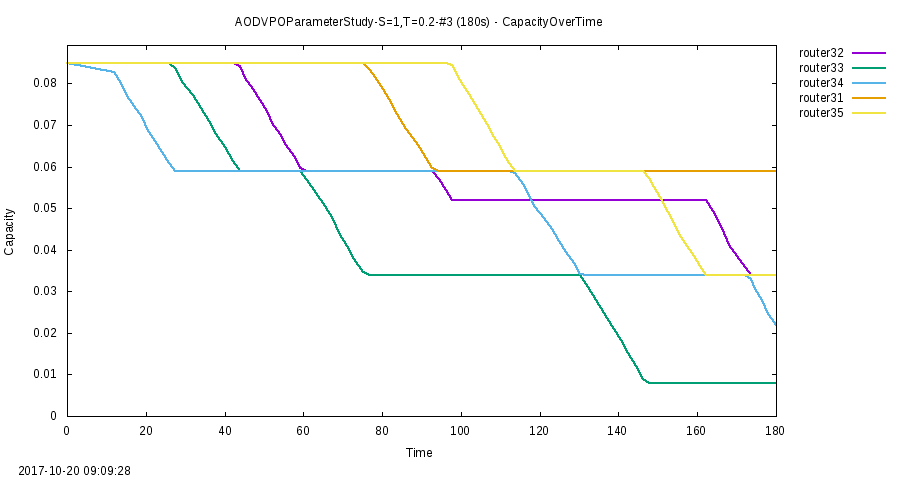 AODVPOParameterStudy-S=1,T=0.2-#3 (180s) - CapacityOverTime
router32
router33
router34
router31
router35
0.08
0.07
0.06
0.05
0.04
0.03
0.02
0.01
0
Capacity
0 20 40 60 80 100 120 140 160 180
Time
2017-10-20 09:09:28